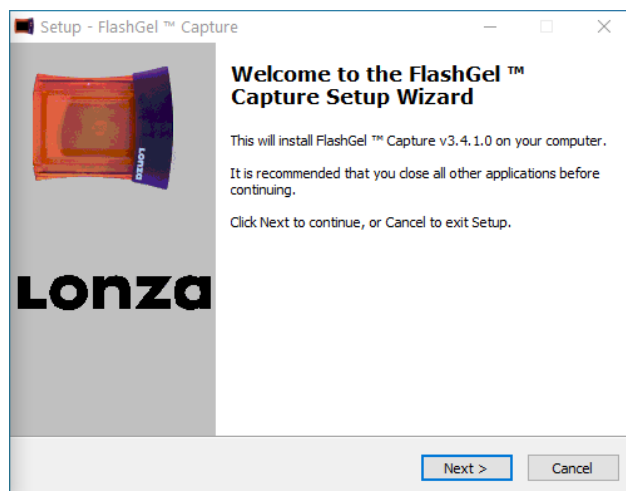 Setup - FlashGel ™ Capture
Welcome to the FlashGel ™
Capture Setup Wizard
This will install FlashGel ™ Capture v3.4.1.0 on your computer.
It is recommended that you close all other applications before
continuing.
Click Next to continue, or Cancel to exit Setup.
Lonza
Lonza
Next >
Cancel